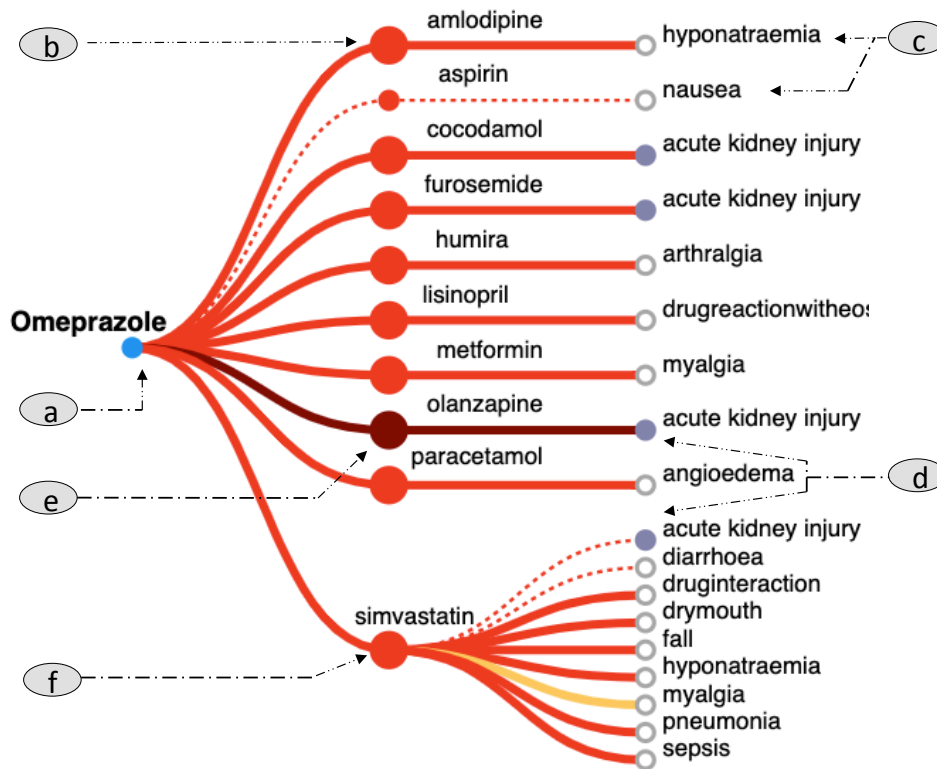 amlodipine
b
hyponatraemia
c
aspirin
nausea
cocodamol
acute kidney injury
furosemide
acute kidney injury
humira
arthralgia
lisinopril
drugreactionwitheos
Omeprazole
metformin
myalgia
a
olanzapine
acute kidney injury
paracetamol
angioedema
d
e
acute kidney injury
diarrhoea
druginteraction
drymouth
simvastatin
fall
hyponatraemia
f
myalgia
pneumonia
sepsis